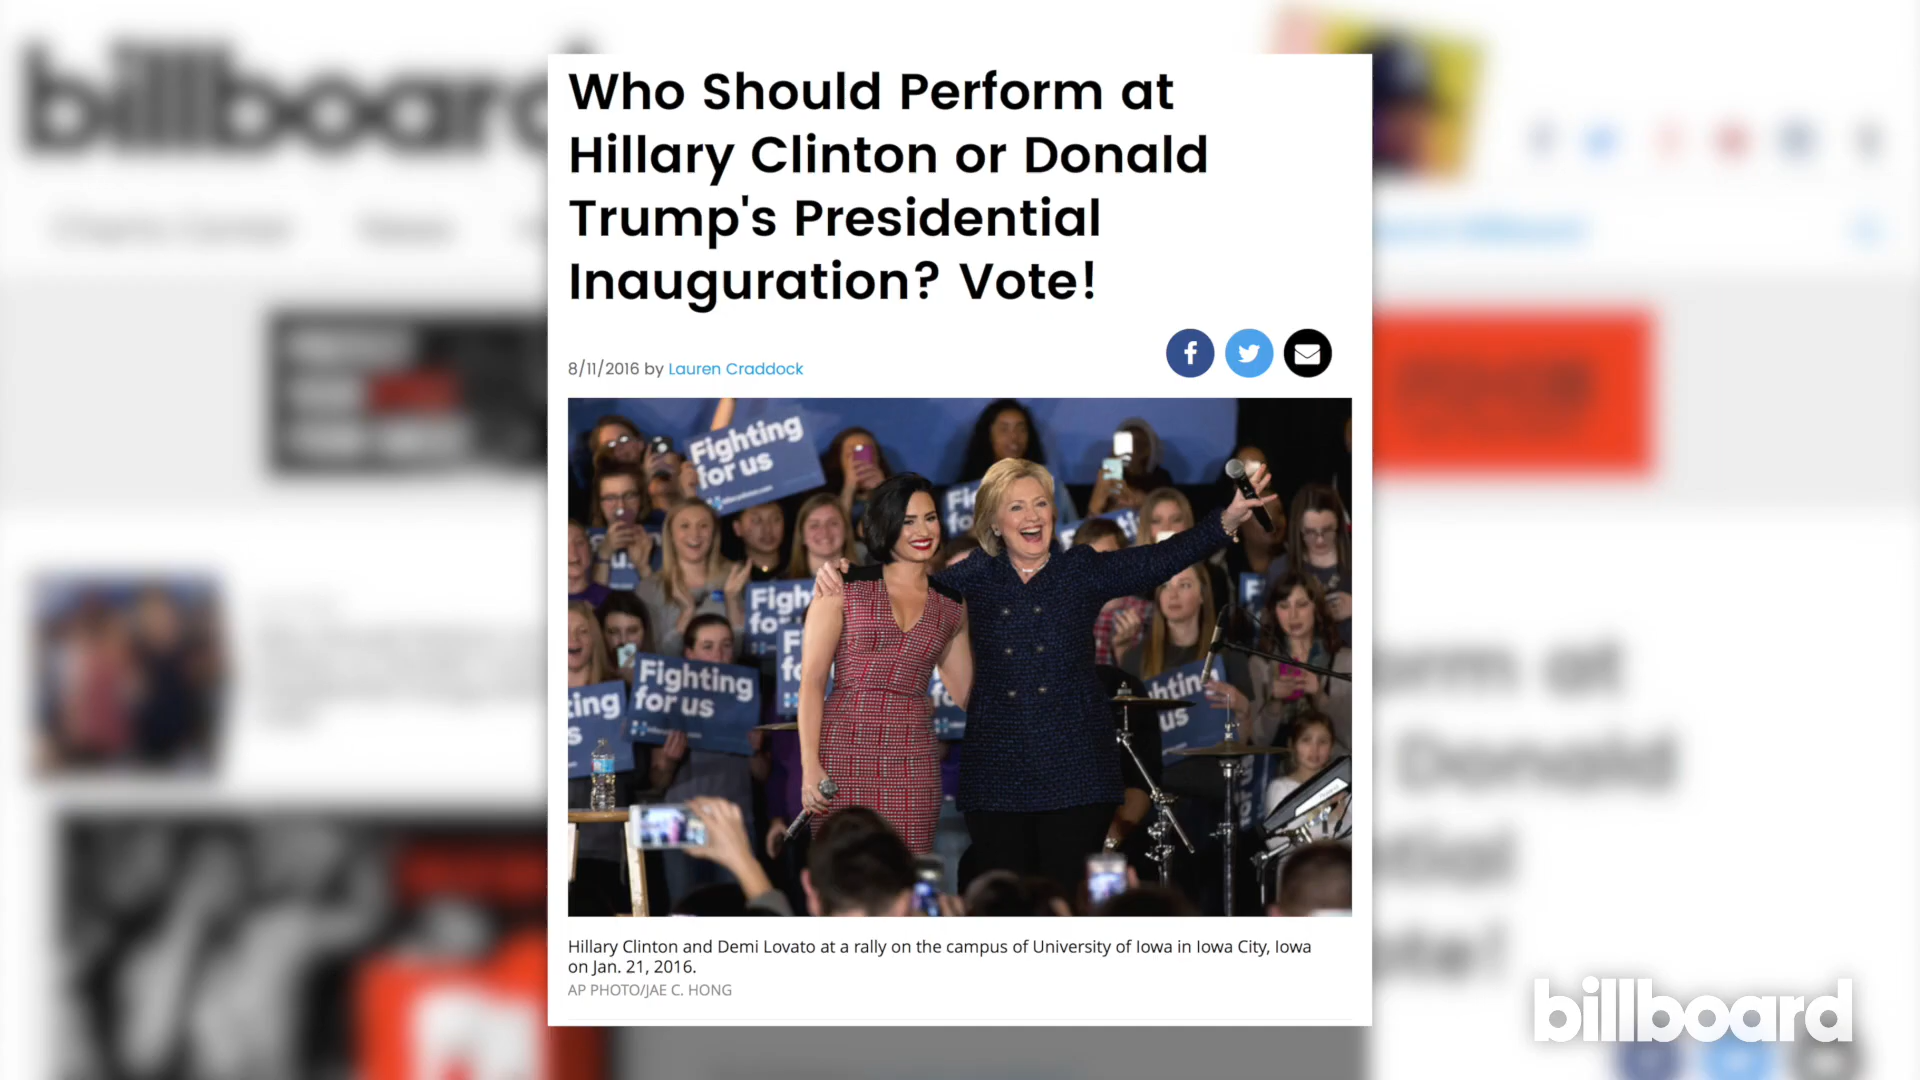 billboard
Who Should Perform at
Hillary Clinton or Donald
Trump's Presidential
Inauguration? Vote!
8/11/2016 by Lauren Craddock
Fighting
for us
Fighting
for us
Hillary Clinton and Demi Lovato at a rally on the campus of University of Iowa in Iowa City, Iowa
on Jan. 21, 2016.
AP PHOTO/JAE C. HONG
billboard